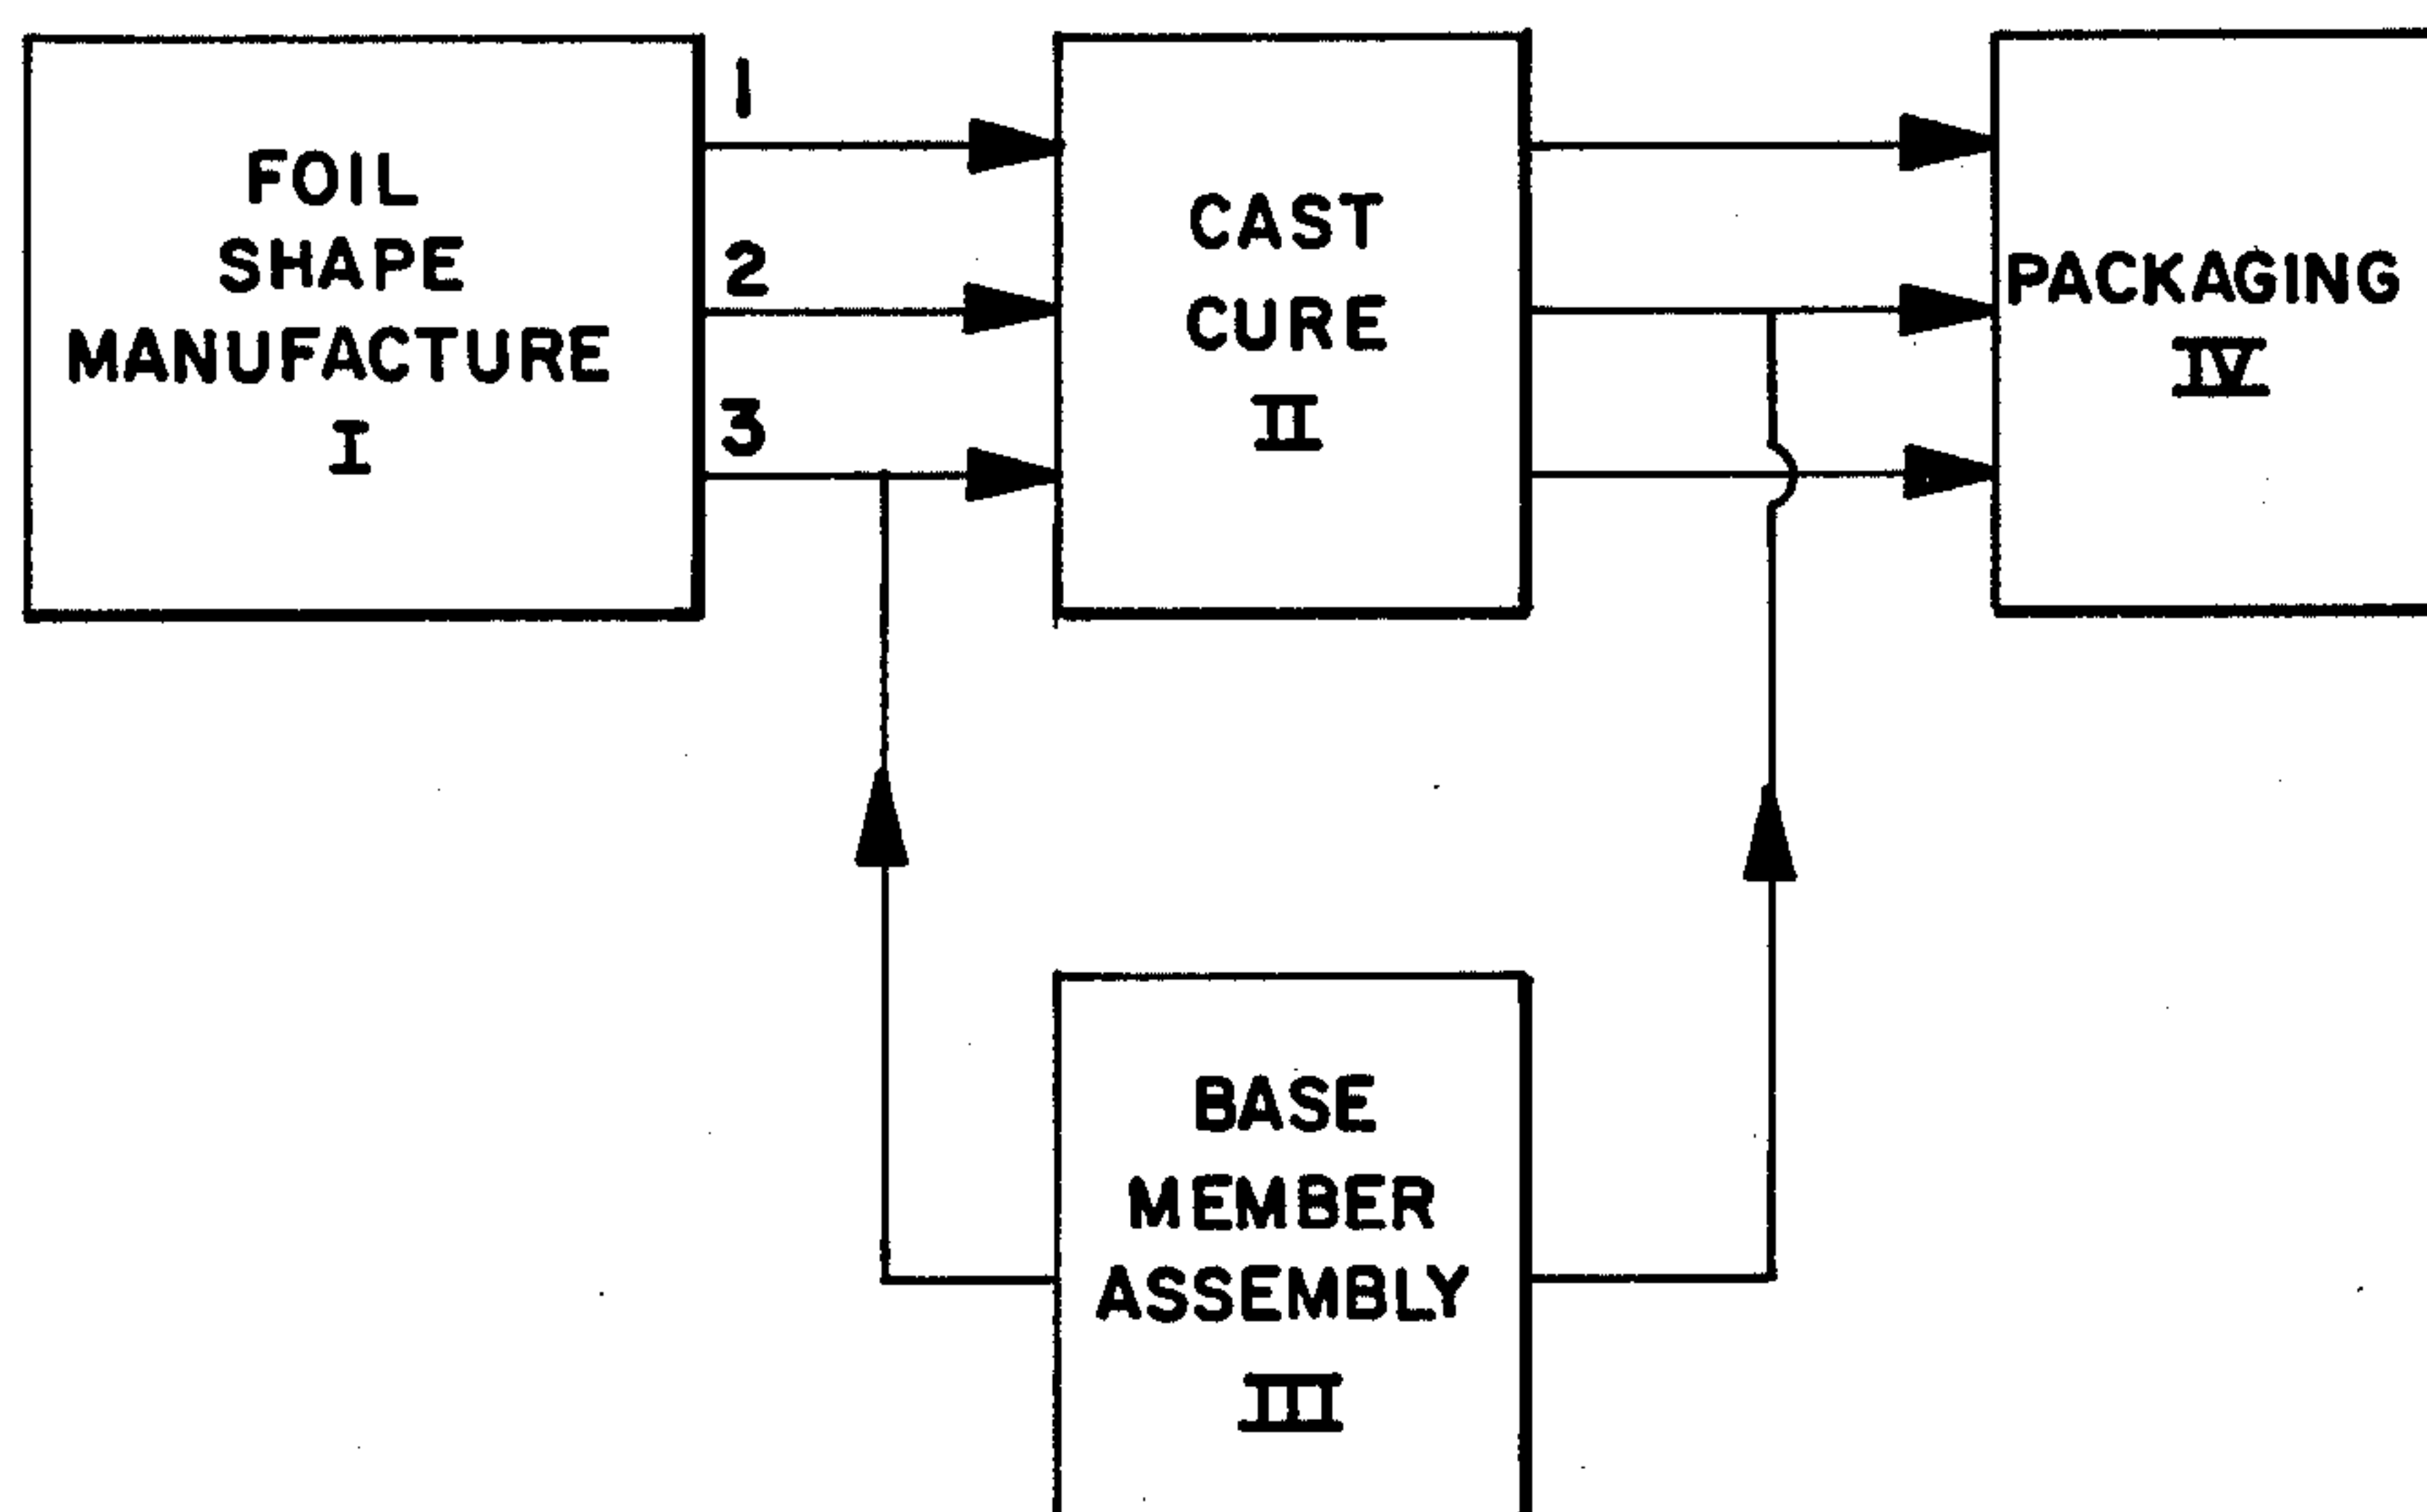 FOIL
SHAPE
MANUFACTURE
I
1
2
3
CAST
CURE
II
PACKAGING
IV
BASE
MEMBER
ASSEMBLY
III